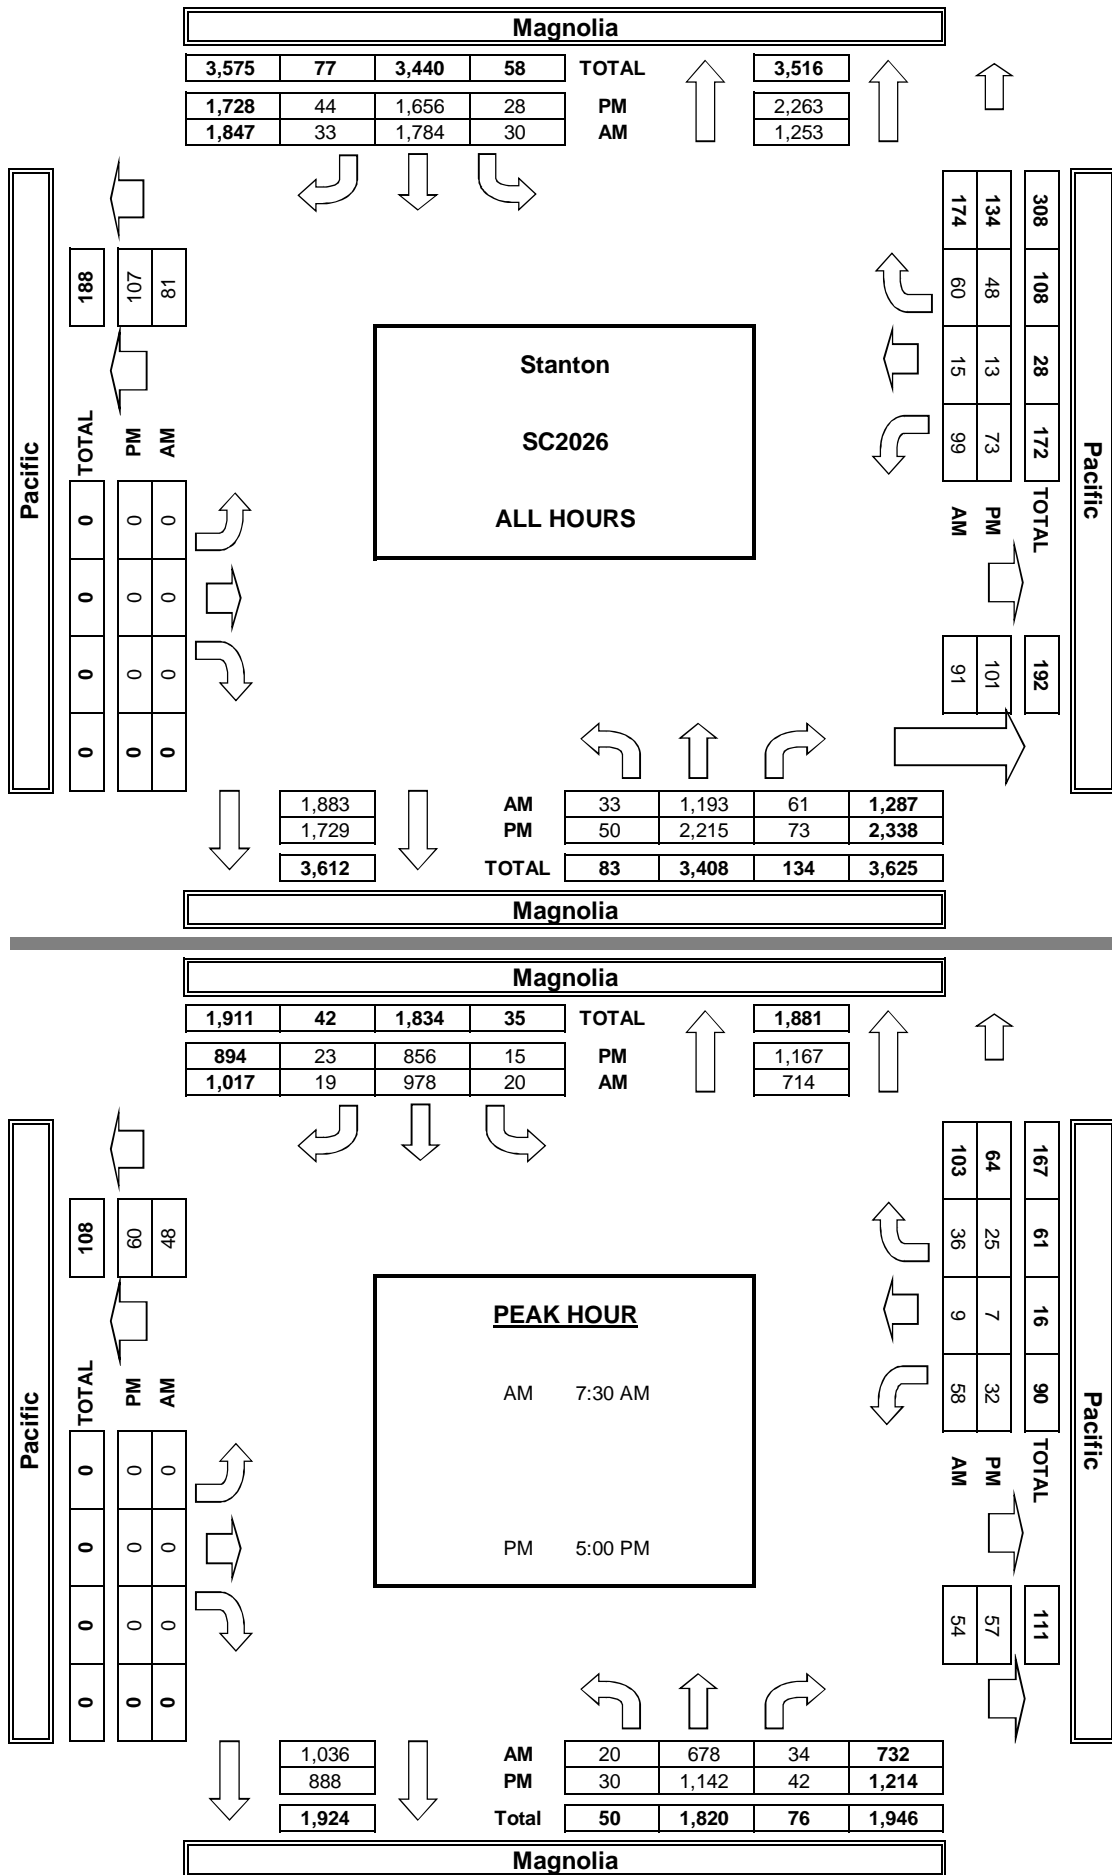 Magnolia
3,575 77 3,440 58 TOTAL 3,516
1,728 44 1,656 28 PM 2,263
1,847 33 1,784 30 AM 1,253
Pacific
188 107 81
TOTAL PM AM
0 0 0
0 0 0
0 0 0
0 0 0
Stanton
SC2026
ALL HOURS
174 134 308
60 48 108
15 13 28
99 73 172
AM PM TOTAL
91 101 192
Pacific
1,883 AM 33 1,193 61 1,287
1,729 PM 50 2,215 73 2,338
3,612 TOTAL 83 3,408 134 3,625
Magnolia
Magnolia
1,911 42 1,834 35 TOTAL 1,881
894 23 856 15 PM 1,167
1,017 19 978 20 AM 714
Pacific
108 60 48
TOTAL PM AM
0 0 0
0 0 0
0 0 0
0 0 0
PEAK HOUR
AM 7:30 AM
PM 5:00 PM
103 64 167
36 25 61
9 7 16
58 32 90
AM PM TOTAL
54 57 111
Pacific
1,036 AM 20 678 34 732
888 PM 30 1,142 42 1,214
1,924 Total 50 1,820 76 1,946
Magnolia